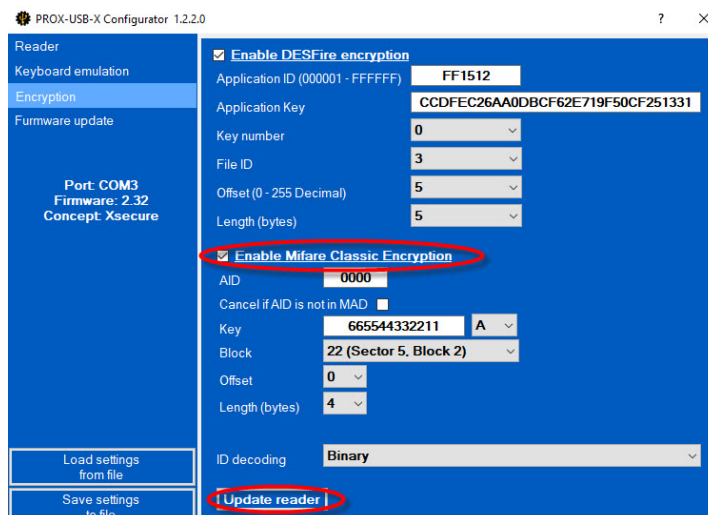 PROX-USB-X Configurator 1.2.2.0
Reader
Keyboard emulation
Encryption
Furmware update
Port: COM3
Firmware: 2.32
Concept: Xsecure
Load settings
from file
Save settings
to file
Enable DESFire encryption
Application ID (000001 - FFFFFF) FF1512
Application Key CCDFEC26AA0DBCF62E719F50CF251331
Key number 0
File ID 3
Offset (0 - 255 Decimal) 5
Length (bytes) 5
Enable Mifare Classic Encryption
AID 0000
Cancel if AID is not in MAD
Key 665544332211 A
Block 22 (Sector 5, Block 2)
Offset 0
Length (bytes) 4
ID decoding Binary
Update reader